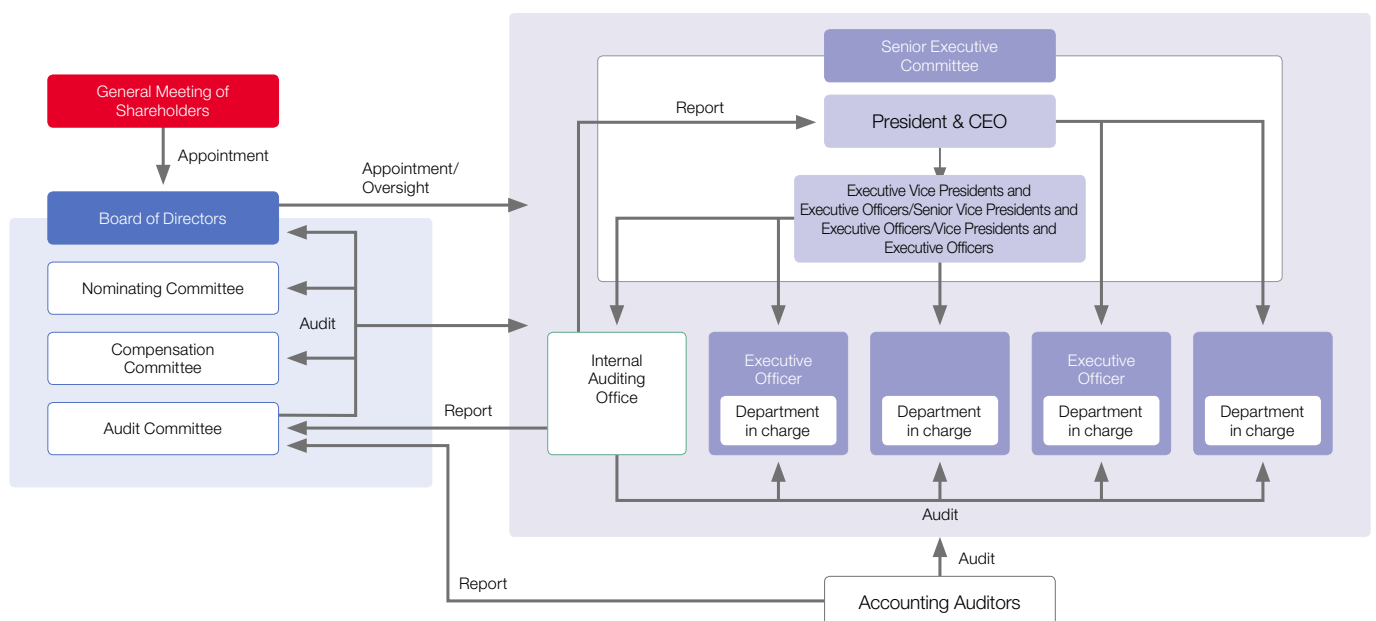 General Meeting of
Shareholders
Appointment
Board of Directors
Appointment/
Oversight
Nominating Committee
Compensation
Committee
Audit
Audit Committee
Report
Report
Senior Executive
Committee
Report
President & CEO
Executive Vice Presidents and
Executive Officers/Senior Vice Presidents and
Executive Officers/Vice Presidents and
Executive Officers
Internal
Auditing
Office
Executive
Officer
Department
in charge
Department
in charge
Executive
Officer
Department
in charge
Department
in charge
Audit
Audit
Accounting Auditors